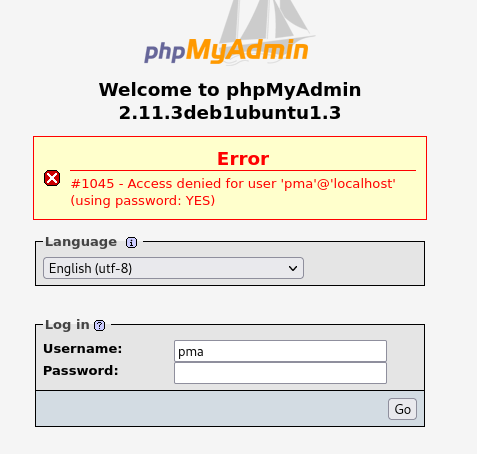 phpMyAdmin
Welcome to phpMyAdmin
2.11.3deb1ubuntu1.3
Error
#1045 - Access denied for user 'pma'@'localhost'
(using password: YES)
Language
English (utf-8)
Log in ?
Username:
pma
Password:
Go